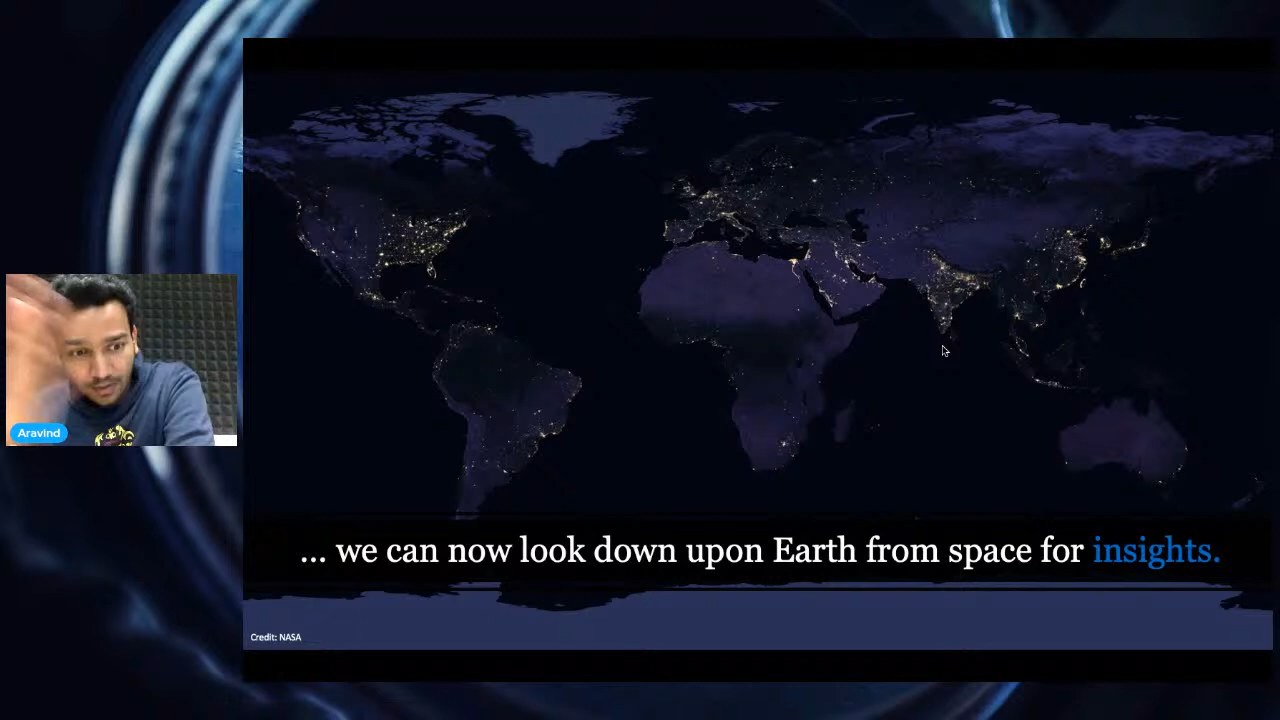 Aravind
... we can now look down upon Earth from space for insights.
Credit: NASA